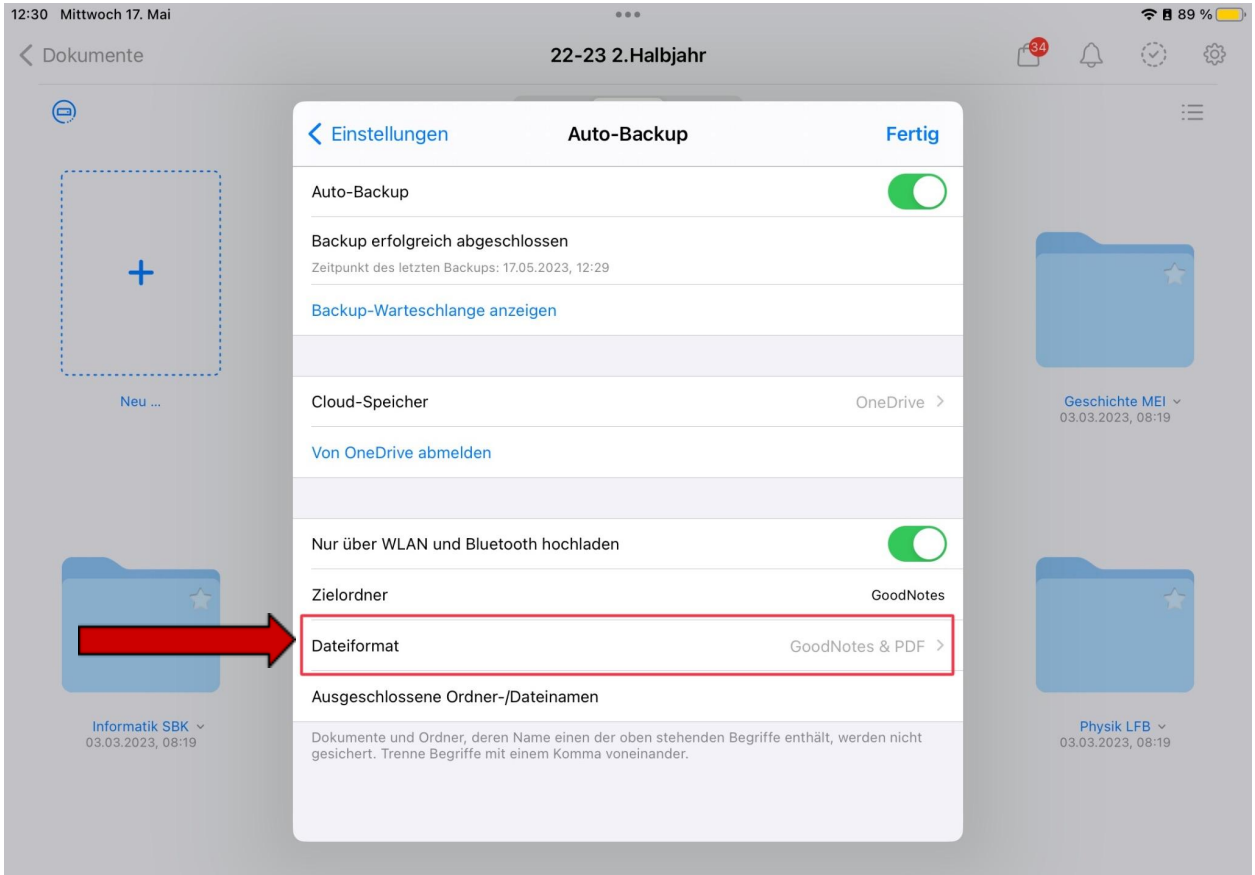 12:30 Mittwoch 17. Mai
89 %
Dokumente
22-23 2.Halbjahr
34
Einstellungen
Auto-Backup
Fertig
Auto-Backup
Backup erfolgreich abgeschlossen
Zeitpunkt des letzten Backups: 17.05.2023, 12:29
Backup-Warteschlange anzeigen
Cloud-Speicher
OneDrive
Von OneDrive abmelden
Nur über WLAN und Bluetooth hochladen
Zielordner
GoodNotes
Dateiformat
GoodNotes & PDF
Ausgeschlossene Ordner-/Dateinamen
Dokumente und Ordner, deren Name einen der oben stehenden Begriffe enthält, werden nicht
gesichert. Trenne Begriffe mit einem Komma voneinander.
Neu ...
Geschichte MEI
03.03.2023, 08:19
Informatik SBK
03.03.2023, 08:19
Physik LFB
03.03.2023, 08:19